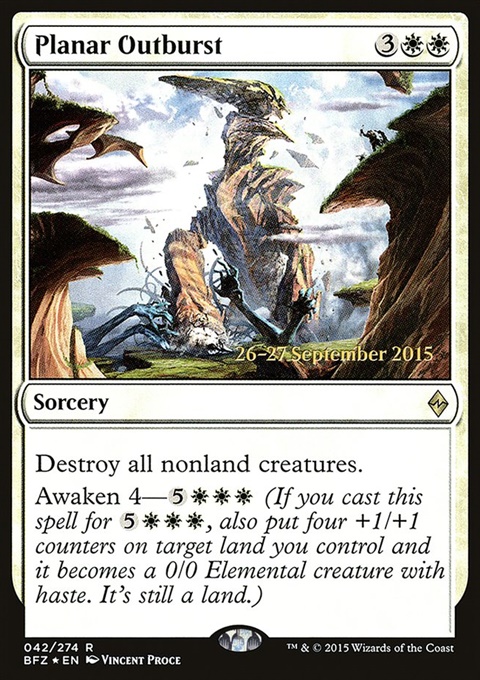 Planar Outburst 3
26-27 September 2015
Sorcery
Destroy all nonland creatures.
Awaken 4—5 (If you cast this
spell for 5, also put four +1/+1
counters on target land you control and
it becomes a 0/0 Elemental creature with
haste. It's still a land.)
042/274 R
BFZ ★ EN Vincent Proce
™ & © 2015 Wizards of the Coast